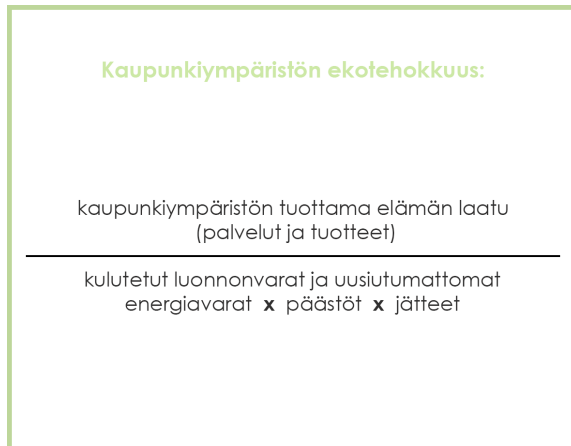 Kaupunkiympäristön ekotehokkuus:
kaupunkiympäristön tuottama elämän laatu
(palvelut ja tuotteet)
kulutetut luonnonvarat ja uusiutumattomat
energiavarat x päästöt x jätteet